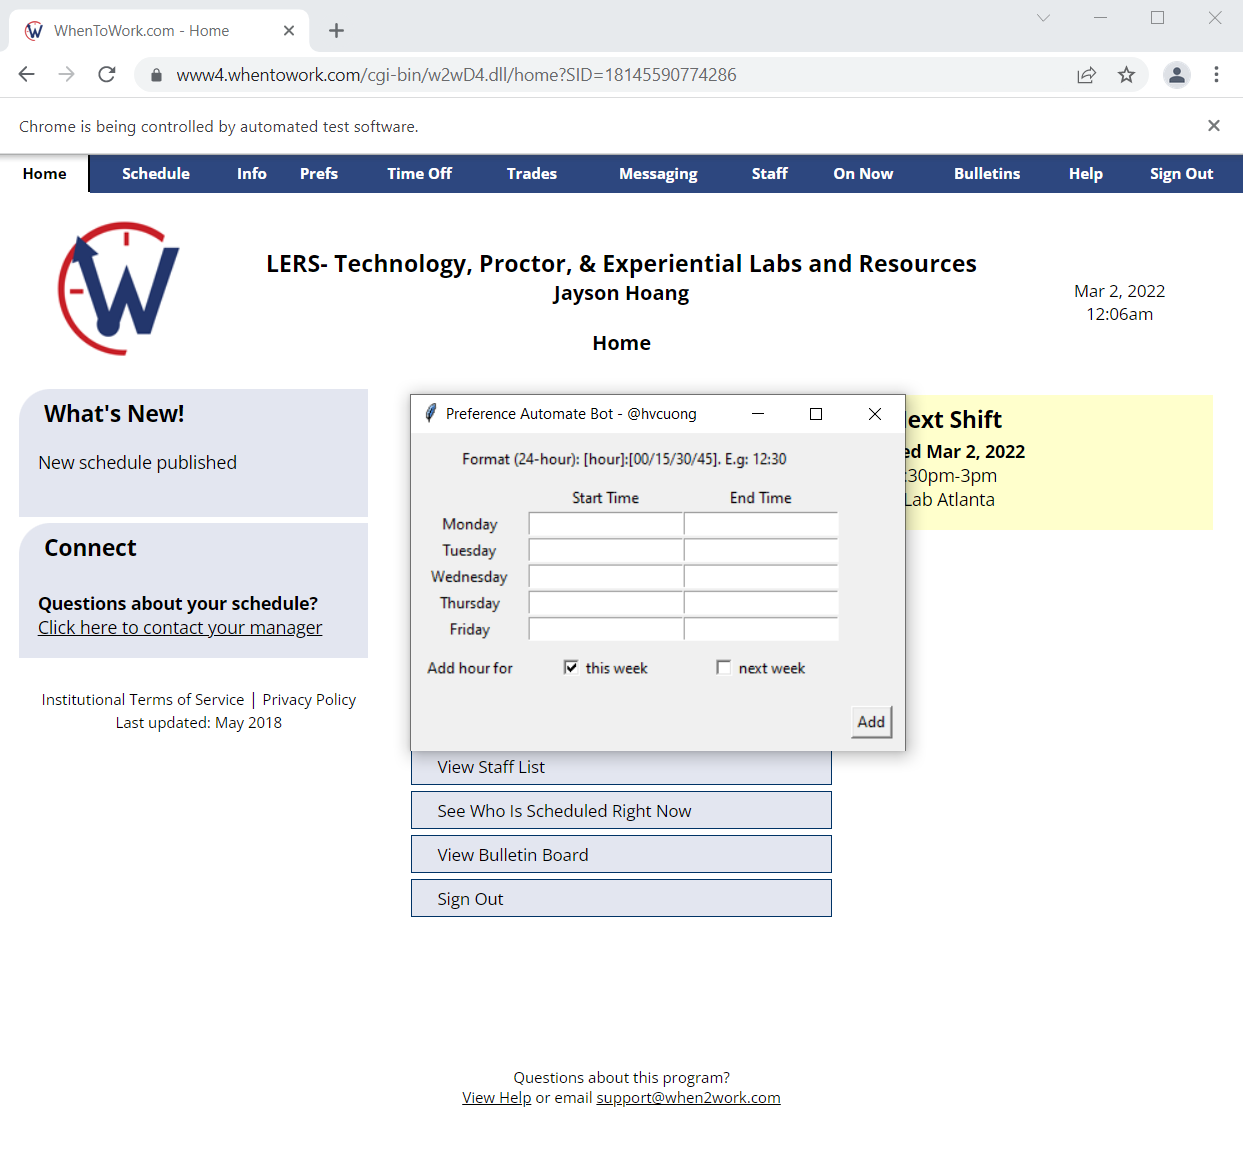 WhenToWork.com - Home
www4.whentowork.com/cgi-bin/w2wD4.dll/home?SID=18145590774286
Chrome is being controlled by automated test software.
Home Schedule Info Prefs Time Off Trades Messaging Staff On Now Bulletins Help Sign Out
W
LERS- Technology, Proctor, & Experiential Labs and Resources
Jayson Hoang
Home
Mar 2, 2022
12:06am
What's New!
New schedule published
Connect
Questions about your schedule?
Click here to contact your manager
Institutional Terms of Service | Privacy Policy
Last updated: May 2018
Preference Automate Bot - @hvcuong
Format (24-hour): [hour]:[00/15/30/45]. E.g: 12:30
Start Time End Time
Monday
Tuesday
Wednesday
Thursday
Friday
Add hour for this week next week
Add
ext Shift
ed Mar 2, 2022
:30pm-3pm
Lab Atlanta
View Staff List
See Who Is Scheduled Right Now
View Bulletin Board
Sign Out
Questions about this program?
View Help or email support@when2work.com